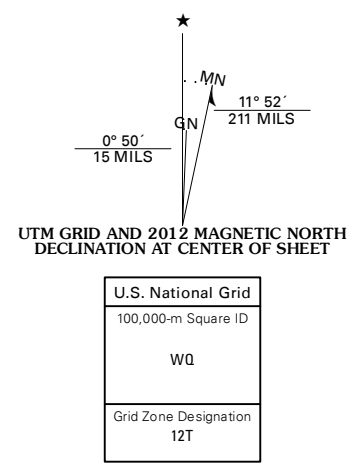 ★
MN
11° 52´
211 MILS
GN
0° 50´
15 MILS
UTM GRID AND 2012 MAGNETIC NORTH
DECLINATION AT CENTER OF SHEET
U.S. National Grid
100,000-m Square ID
WQ
Grid Zone Designation
12T